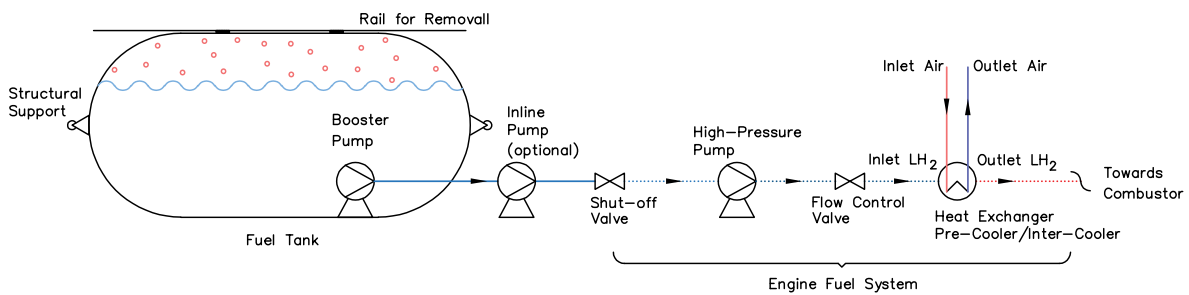 Rail for Removall
Structural
Support
Booster
Pump
Inline
Pump
(optional)
Fuel Tank
Shut-off
Valve
High-Pressure
Pump
Flow Control
Valve
Inlet Air
Outlet Air
Inlet LH2
Outlet LH2
Heat Exchanger
Pre-Cooler/Inter-Cooler
Towards
Combustor
Engine Fuel System